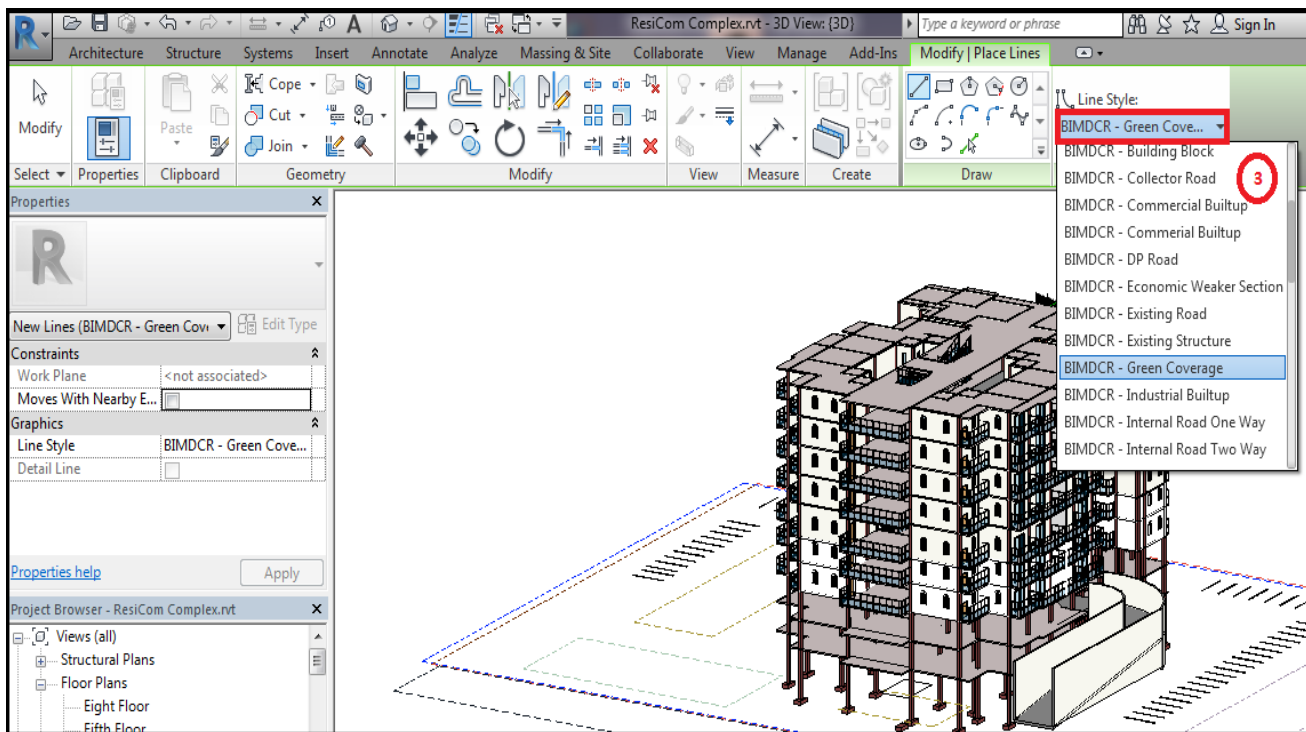 ResiCom Complex.rvt - 3D View: {3D}
Type a keyword or phrase
Sign In
R
A
Architecture Structure Systems Insert Annotate Analyze Massing & Site Collaborate View Manage Add-Ins Modify | Place Lines
Modify
Paste
Cope
Cut
Join
Line Style:
BIMDCR - Green Cove...
Select Properties Clipboard Geometry Modify View Measure Create Draw
BIMDCR - Building Block
BIMDCR - Collector Road
3
BIMDCR - Commercial Builtup
BIMDCR - Commerial Builtup
BIMDCR - DP Road
BIMDCR - Economic Weaker Section
BIMDCR - Existing Road
BIMDCR - Existing Structure
BIMDCR - Green Coverage
BIMDCR - Industrial Builtup
BIMDCR - Internal Road One Way
BIMDCR - Internal Road Two Way
Properties
X
R
New Lines (BIMDCR - Green Cov
Edit Type
Constraints
Work Plane <not associated>
Moves With Nearby E...
Graphics
Line Style BIMDCR - Green Cove...
Detail Line
Properties help
Apply
Project Browser - ResiCom Complex.rvt
X
Views (all)
Structural Plans
Floor Plans
Eight Floor
Fifth Floor